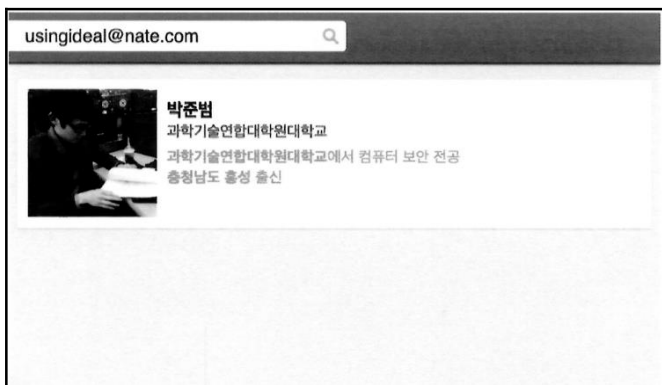 usingideal@nate.com
박준범
과학기술연합대학원대학교
과학기술연합대학원대학교에서 컴퓨터 보안 전공
충청남도 홍성 출신